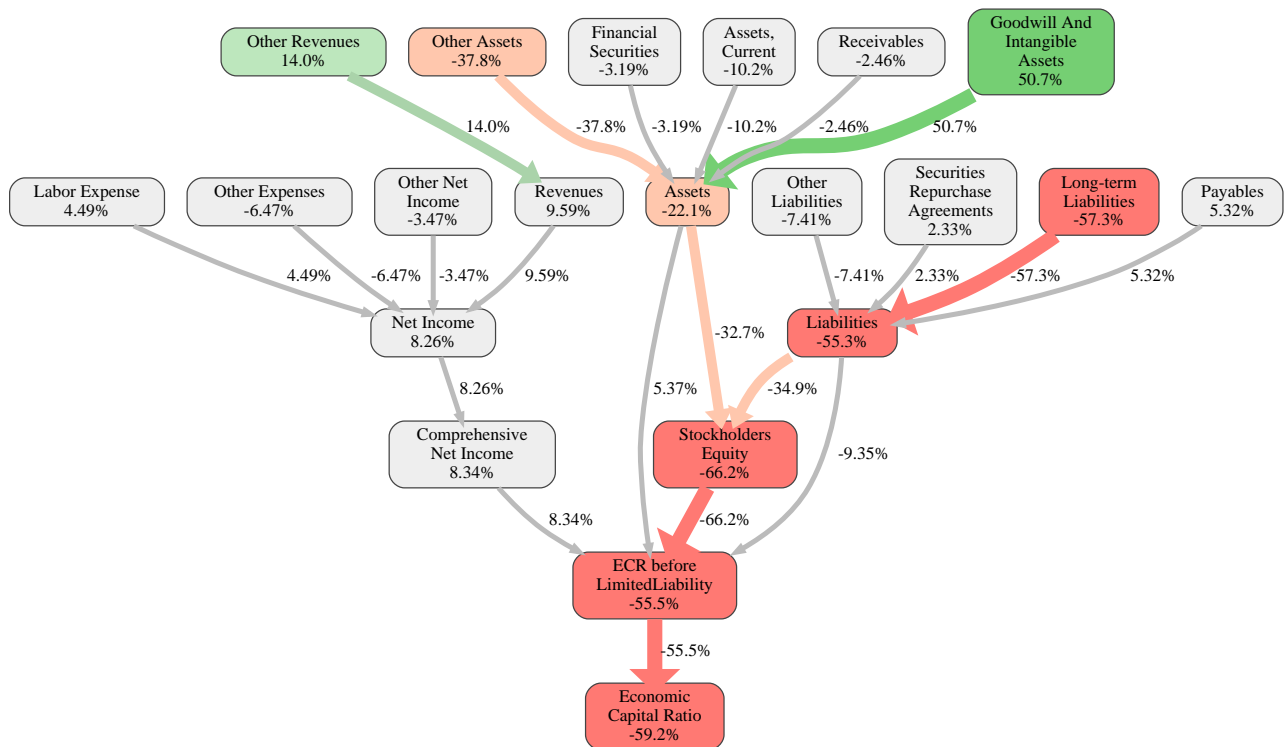 Other Revenues
14.0%
Other Assets
-37.8%
Financial
Securities
-3.19%
Assets,
Current
-10.2%
Receivables
-2.46%
Goodwill And
Intangible
Assets
50.7%
14.0%
-37.8%
-3.19%
-10.2%
-2.46%
50.7%
Labor Expense
4.49%
Other Expenses
-6.47%
Other Net
Income
-3.47%
Revenues
9.59%
Assets
-22.1%
Other
Liabilities
-7.41%
Securities
Repurchase
Agreements
2.33%
Long-term
Liabilities
-57.3%
Payables
5.32%
4.49%
-6.47%
-3.47%
9.59%
-7.41%
2.33%
-57.3%
5.32%
Net Income
8.26%
-32.7%
Liabilities
-55.3%
8.26%
5.37%
-34.9%
Comprehensive
Net Income
8.34%
Stockholders
Equity
-66.2%
-9.35%
8.34%
-66.2%
ECR before
LimitedLiability
-55.5%
-55.5%
Economic
Capital Ratio
-59.2%